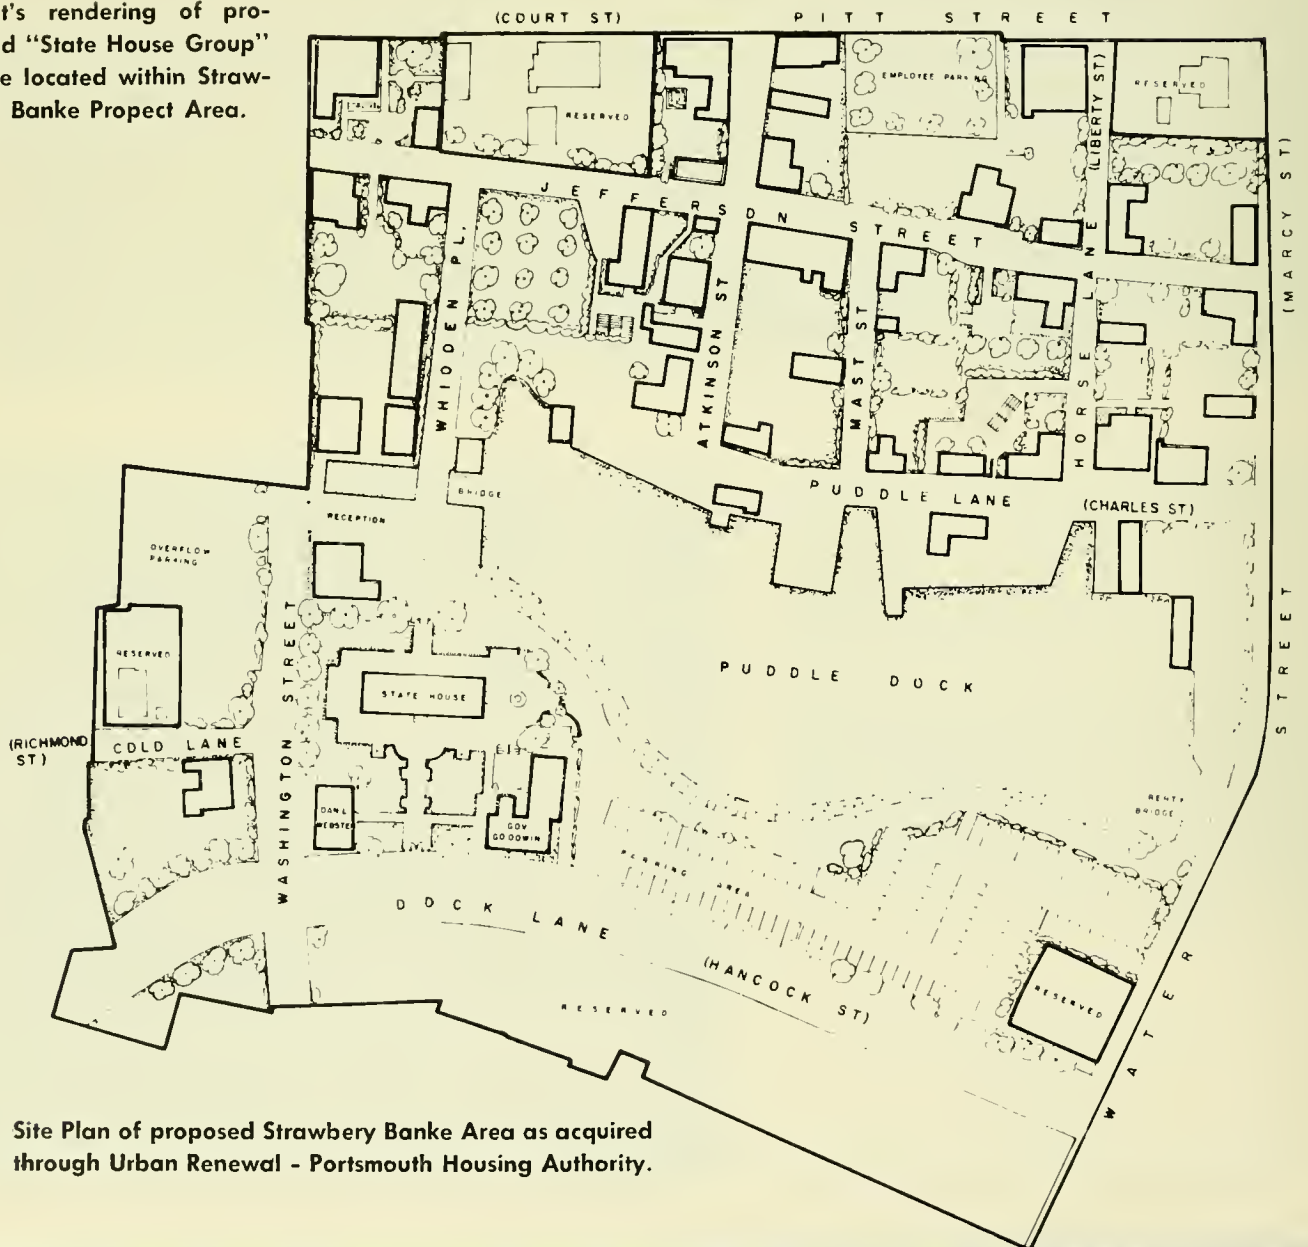 t's rendering of pro-
d "State House Group"
e located within Straw-
Banke Propect Area.
(COURT ST)
PITT STREET
EMPLOYEE PARKING
RESERVED
RESERVED
(LIBERTY ST)
(MARCY ST)
JEFFERSON STREET
WHIDDEN PL.
ATKINSON ST
MAST ST
HORSE LANE
BRIDGE
PUDDLE LANE
(CHARLES ST)
RECEPTION
OVERFLOW
PARKING
RESERVED
WASHINGTON STREET
STATE HOUSE
PUDDLE DOCK
(RICHMOND
ST)
COLD LANE
DANL
WEBSTER
GOV
GOODWIN
BRIDGE
PARKING AREA
DOCK LANE
(HANCOCK ST)
RESERVED
RESERVED
WATER STREET
Site Plan of proposed Strawbery Banke Area as acquired
through Urban Renewal - Portsmouth Housing Authority.